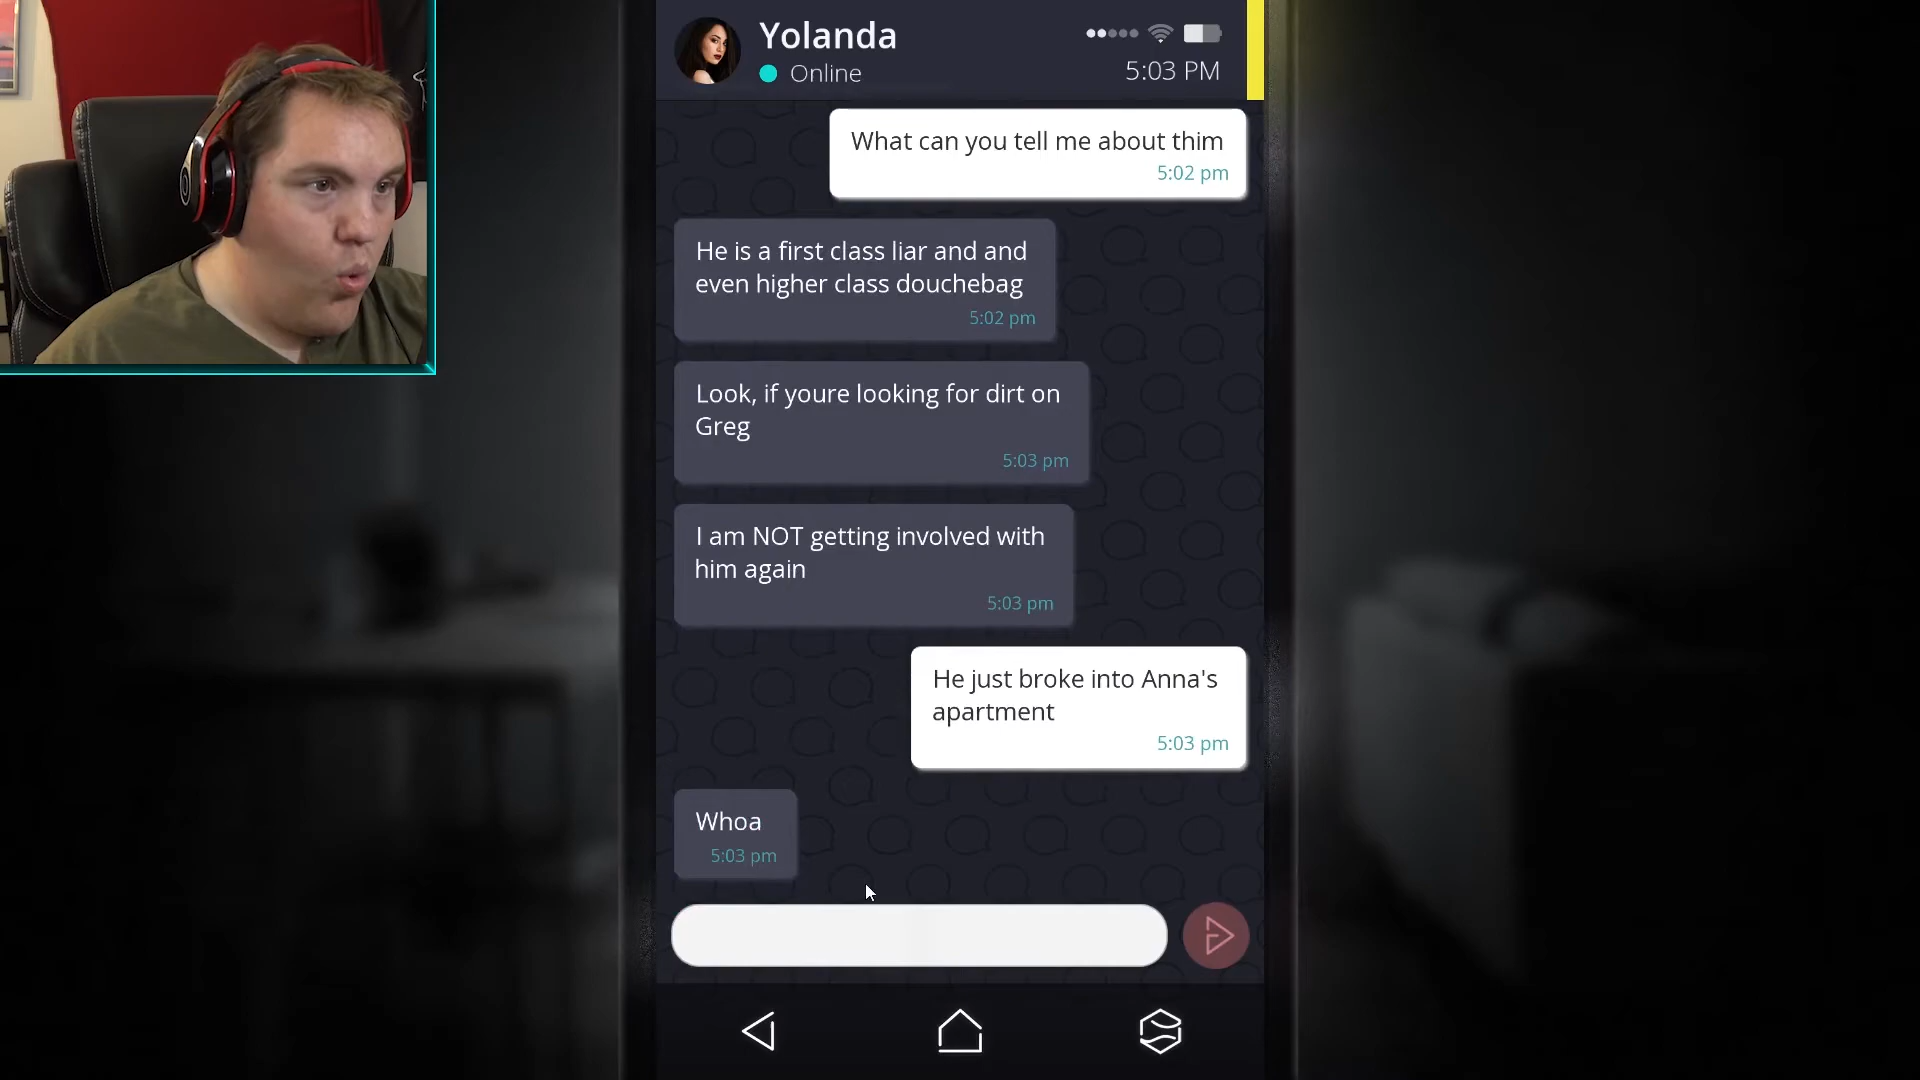 Yolanda
Online
5:03 PM
What can you tell me about thim
5:02 pm
He is a first class liar and and
even higher class douchebag
5:02 pm
Look, if youre looking for dirt on
Greg
5:03 pm
I am NOT getting involved with
him again
5:03 pm
He just broke into Anna's
apartment
5:03 pm
Whoa
5:03 pm